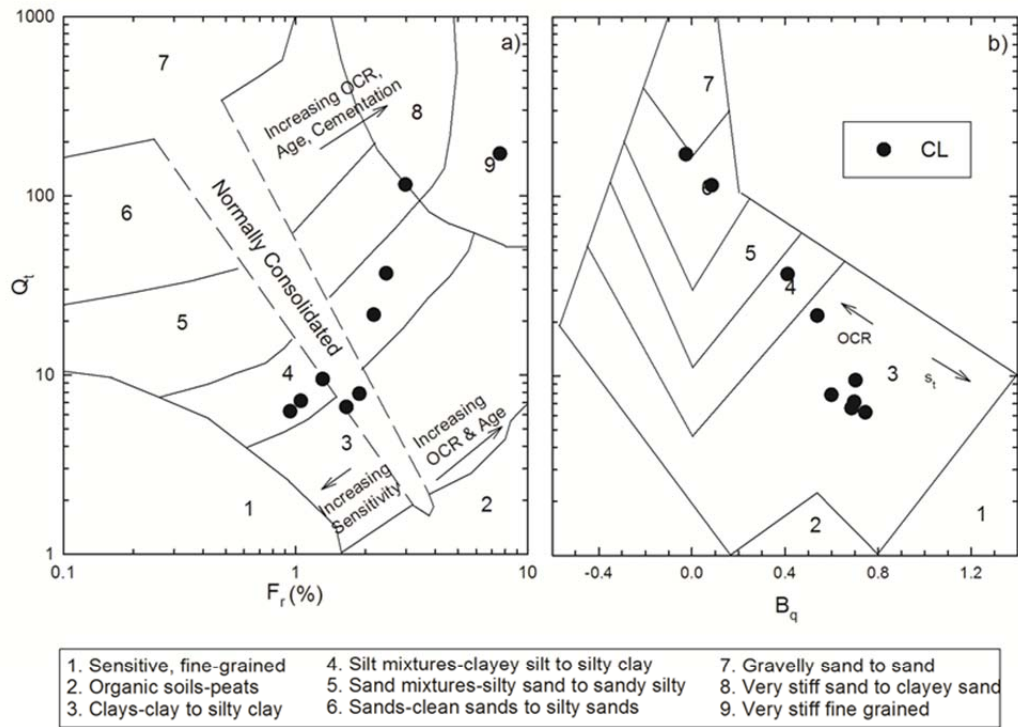 1000
100
10
1
Q_t
0.1
1
10
F_r (%)
a)
7
8
9
6
5
4
3
1
2
Increasing OCR,
Age, Cementation
Normally Consolidated
Increasing
OCR & Age
Increasing
Sensitivity
b)
7
CL
6
5
4
OCR
3
s_t
1
2
-0.4
0.0
0.4
0.8
1.2
B_q
1. Sensitive, fine-grained
2. Organic soils-peats
3. Clays-clay to silty clay
4. Silt mixtures-clayey silt to silty clay
5. Sand mixtures-silty sand to sandy silty
6. Sands-clean sands to silty sands
7. Gravelly sand to sand
8. Very stiff sand to clayey sand
9. Very stiff fine grained